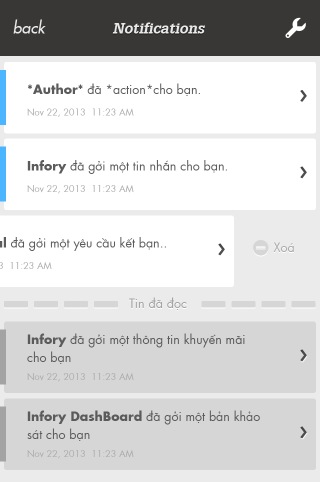 back
Notifications
*Author* đã *action*cho bạn.
Nov 22, 2013 11:23 AM
Infory đã gởi một tin nhắn cho bạn.
Nov 22, 2013 11:23 AM
đã gởi một yêu cầu kết bạn..
11:23 AM
Xoá
Tin đã đọc
Infory đã gởi một thông tin khuyến mãi
cho bạn
Nov 22, 2013 11:23 AM
Infory DashBoard đã gởi một bản khảo
sát cho bạn
Nov 22, 2013 11:23 AM